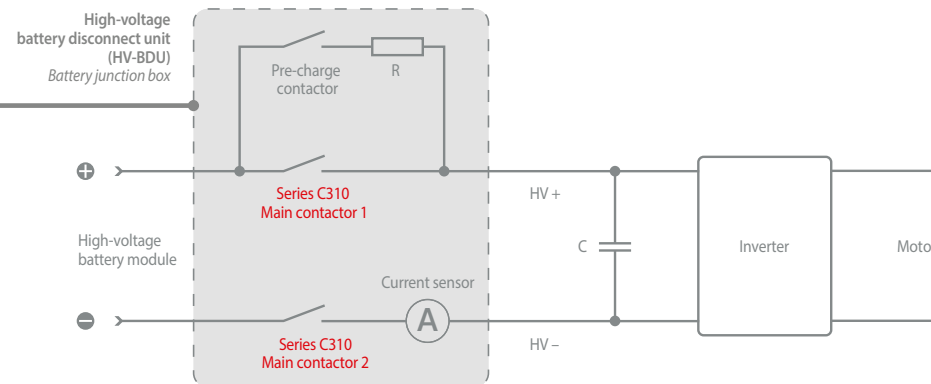 High-voltage
battery disconnect unit
(HV-BDU)
Battery junction box
Pre-charge
contactor
R
+
Series C310
Main contactor 1
HV +
High-voltage
battery module
C
Inverter
Moto
Current sensor
A
−
Series C310
Main contactor 2
HV –